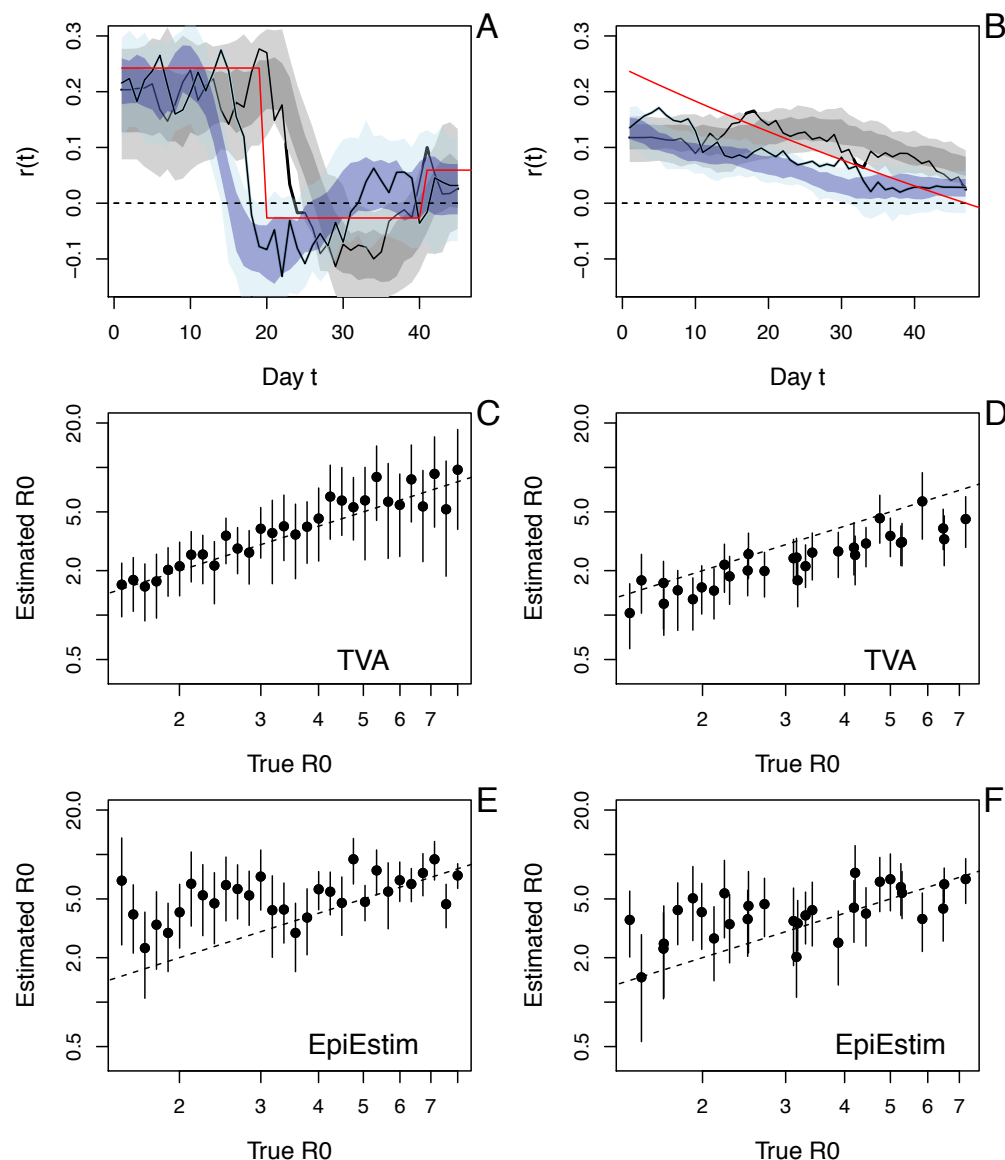 A
0.3
0.2
0.1
0.0
−0.1
r(t)
0 10 20 30 40
Day t
B
0.3
0.2
0.1
0.0
−0.1
r(t)
0 10 20 30 40
Day t
C
20.0
5.0
2.0
0.5
Estimated R0
TVA
2 3 4 5 6 7
True R0
D
20.0
5.0
2.0
0.5
Estimated R0
TVA
2 3 4 5 6 7
True R0
E
20.0
5.0
2.0
0.5
Estimated R0
EpiEstim
2 3 4 5 6 7
True R0
F
20.0
5.0
2.0
0.5
Estimated R0
EpiEstim
2 3 4 5 6 7
True R0